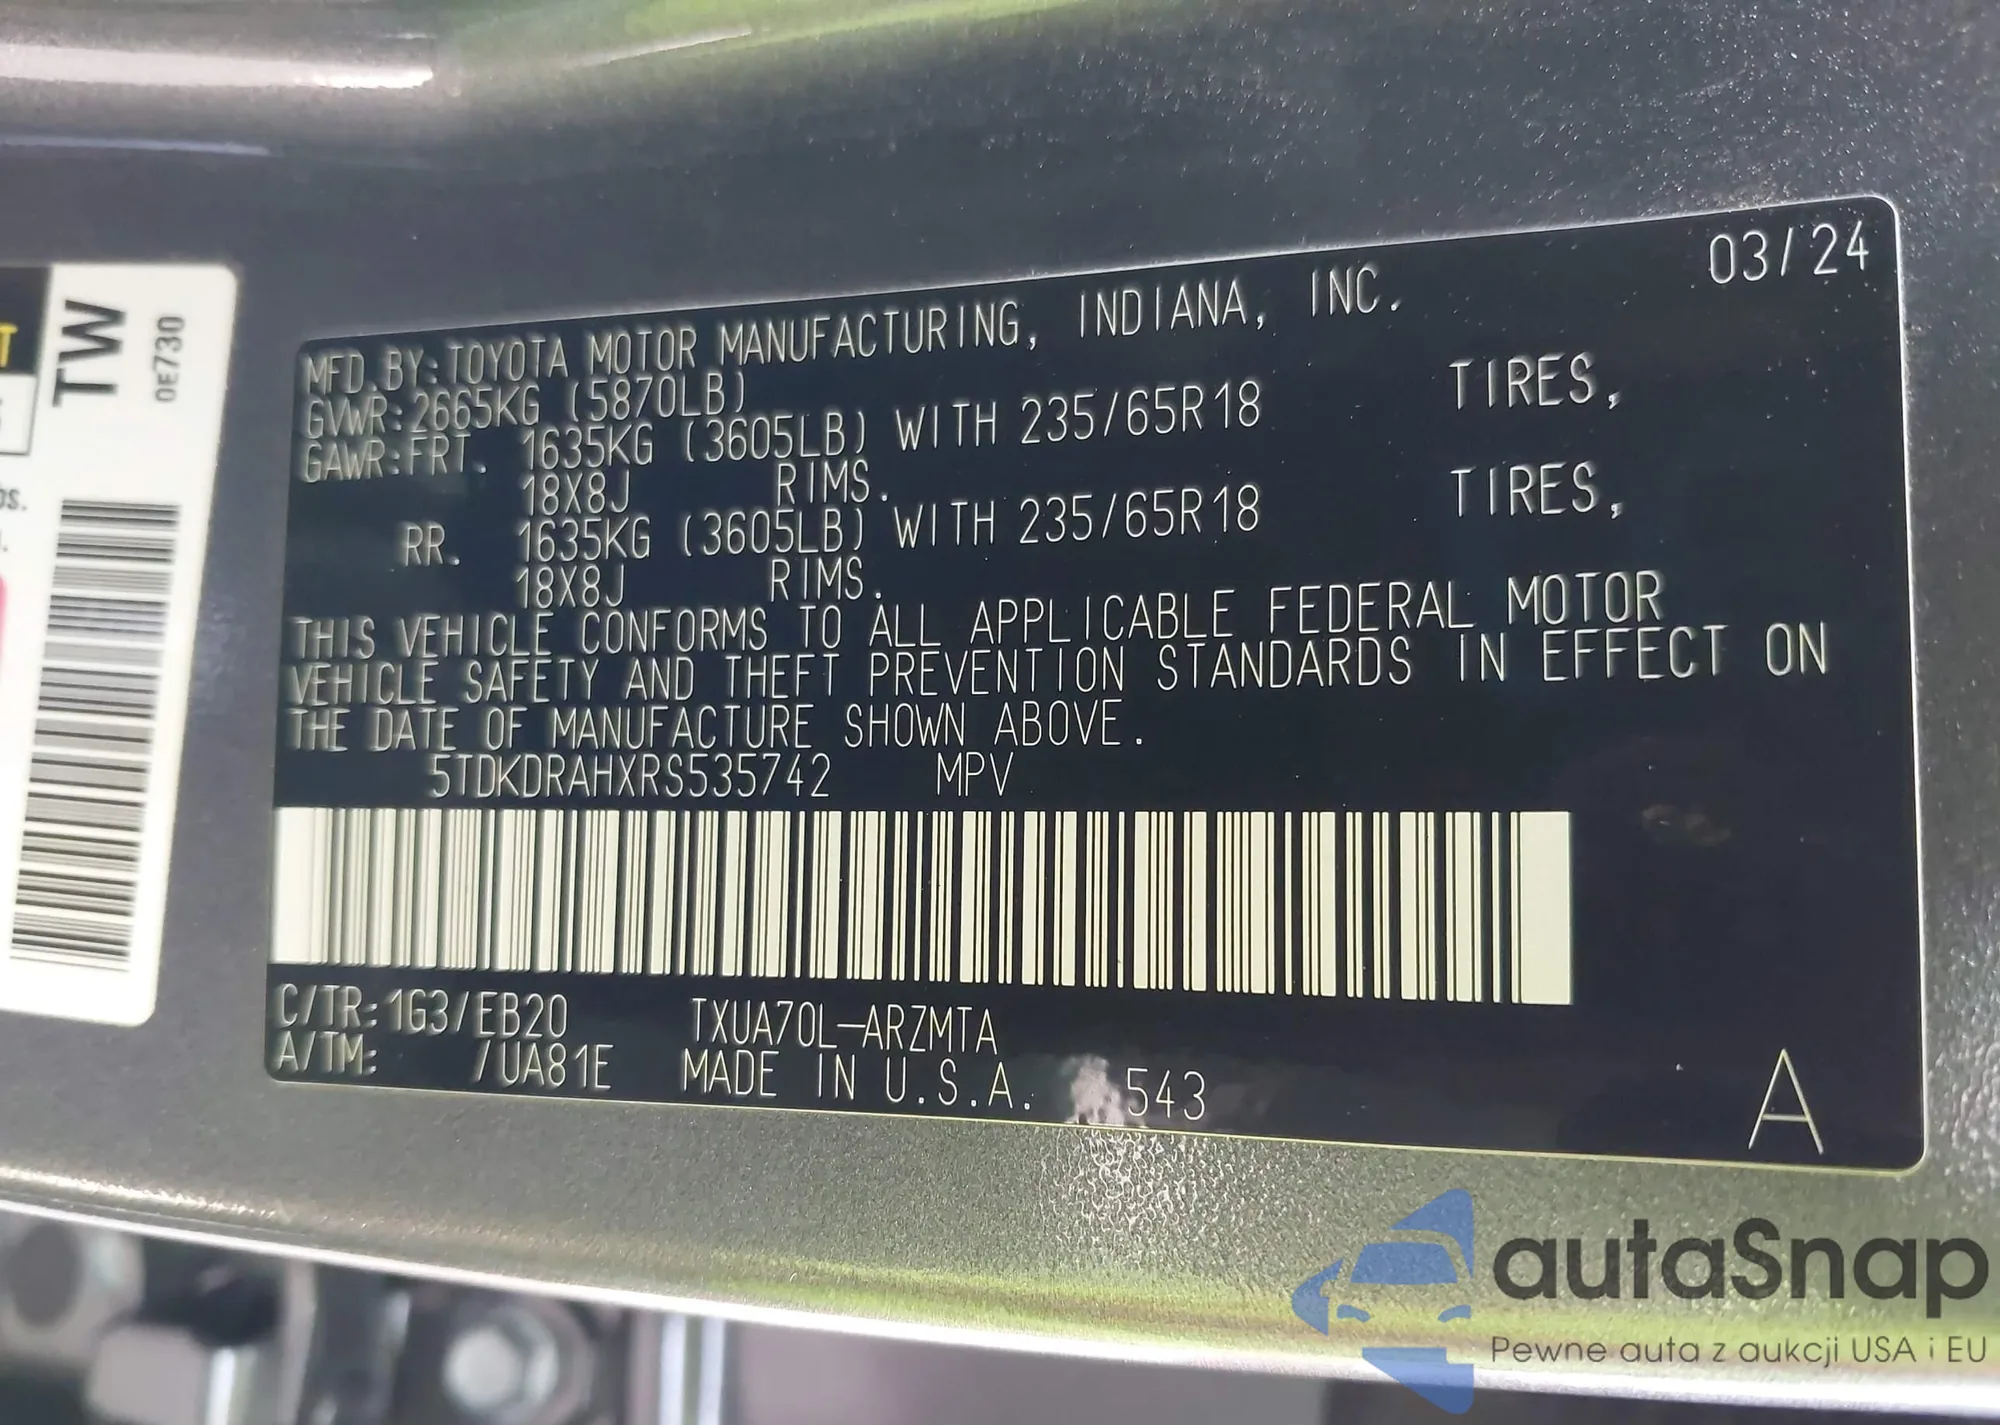 TW
0E730
03/24
MFD.BY:TOYOTA MOTOR MANUFACTURING, INDIANA, INC.
GVWR:2665KG (5870LB)
GAWR:FRT. 1635KG (3605LB) WITH 235/65R18 TIRES,
18X8J RIMS.
RR. 1635KG (3605LB) WITH 235/65R18 TIRES,
18X8J RIMS.
THIS VEHICLE CONFORMS TO ALL APPLICABLE FEDERAL MOTOR
VEHICLE SAFETY AND THEFT PREVENTION STANDARDS IN EFFECT ON
THE DATE OF MANUFACTURE SHOWN ABOVE.
5TDKDRAHXRS535742 MPV
C/TR:1G3/EB20 TXUA70L-ARZMTA
A/TM: /UA81E MADE IN U.S.A. 543
A
autaSnap
Pewne auta z aukcji USA i EU